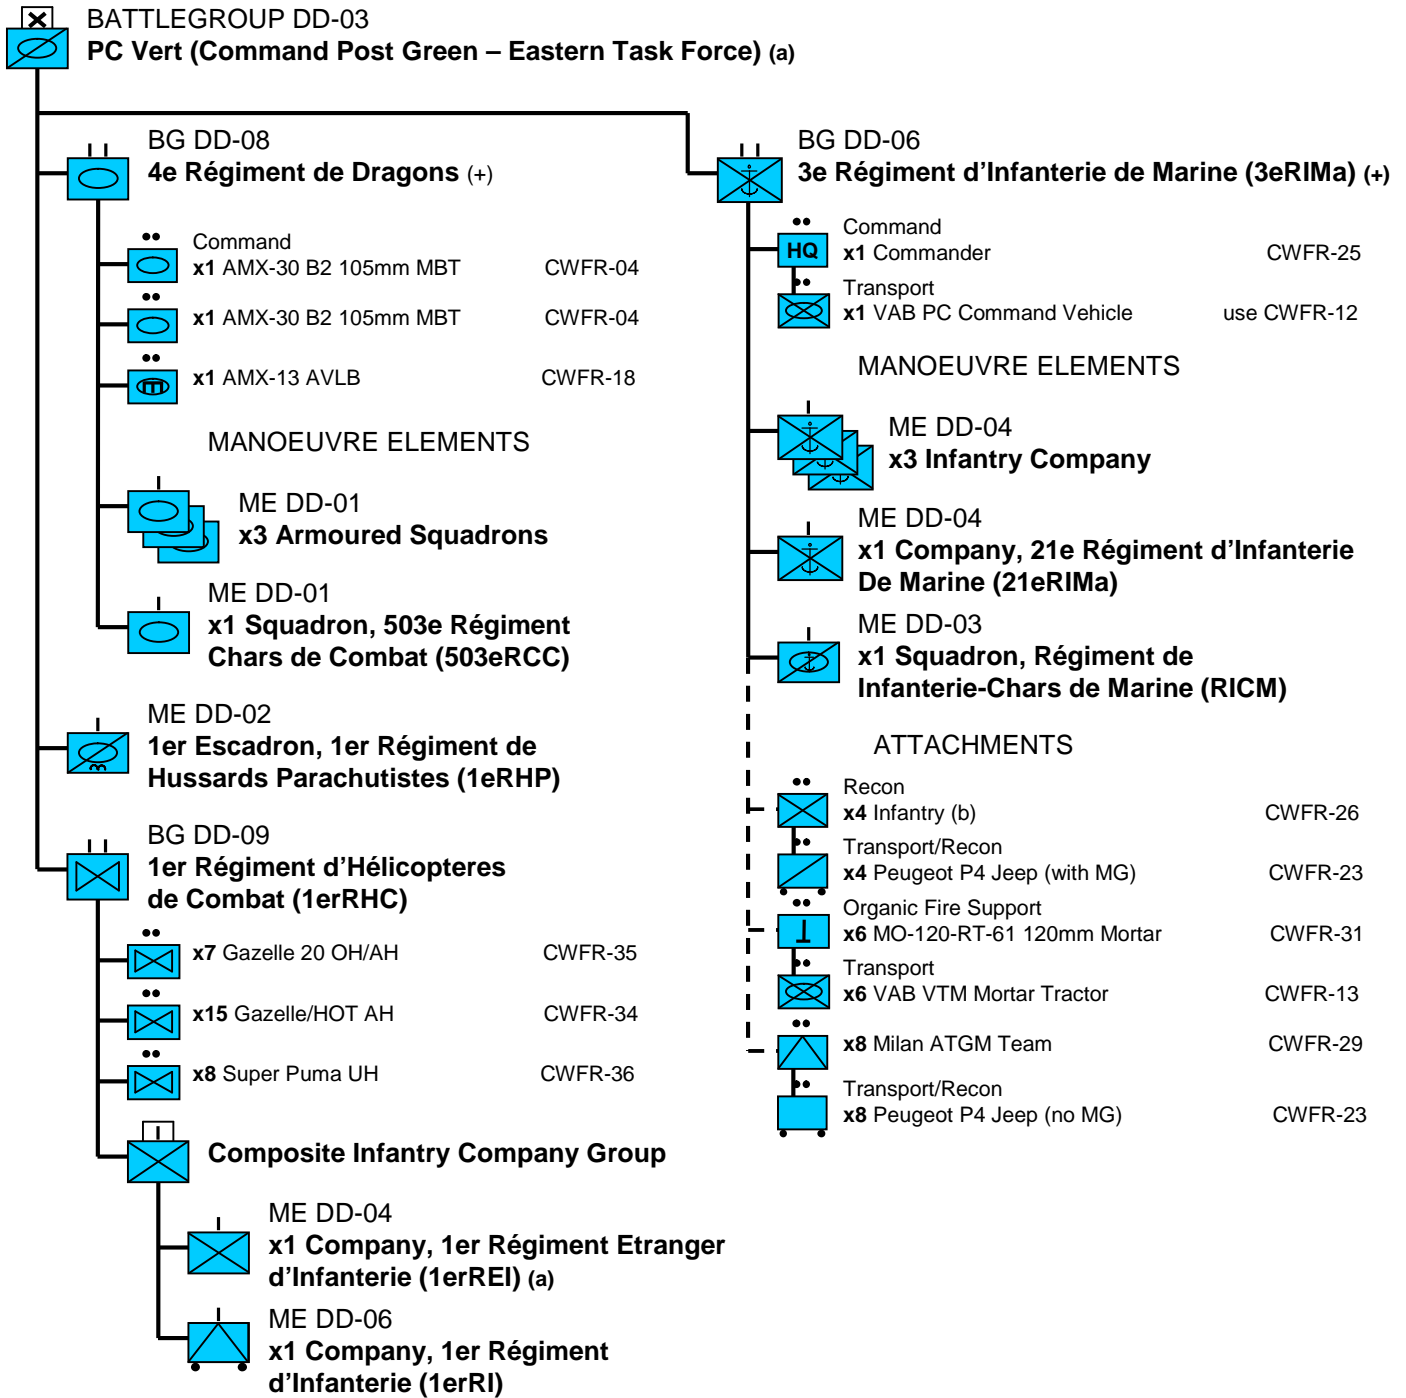 BATTLEGROUP DD-03
PC Vert (Command Post Green – Eastern Task Force) (a)
BG DD-08
4e Régiment de Dragons (+)
Command
x1 AMX-30 B2 105mm MBT CWFR-04
x1 AMX-30 B2 105mm MBT CWFR-04
x1 AMX-13 AVLB CWFR-18
MANOEUVRE ELEMENTS
ME DD-01
x3 Armoured Squadrons
ME DD-01
x1 Squadron, 503e Régiment
Chars de Combat (503eRCC)
ME DD-02
1er Escadron, 1er Régiment de
Hussards Parachutistes (1eRHP)
BG DD-09
1er Régiment d’Hélicopteres
de Combat (1erRHC)
x7 Gazelle 20 OH/AH CWFR-35
x15 Gazelle/HOT AH CWFR-34
x8 Super Puma UH CWFR-36
Composite Infantry Company Group
ME DD-04
x1 Company, 1er Régiment Etranger
d’Infanterie (1erREI) (a)
ME DD-06
x1 Company, 1er Régiment
d’Infanterie (1erRI)
BG DD-06
3e Régiment d’Infanterie de Marine (3eRIMa) (+)
Command
HQ x1 Commander CWFR-25
Transport
x1 VAB PC Command Vehicle use CWFR-12
MANOEUVRE ELEMENTS
ME DD-04
x3 Infantry Company
ME DD-04
x1 Company, 21e Régiment d’Infanterie
De Marine (21eRIMa)
ME DD-03
x1 Squadron, Régiment de
Infanterie-Chars de Marine (RICM)
ATTACHMENTS
Recon
x4 Infantry (b) CWFR-26
Transport/Recon
x4 Peugeot P4 Jeep (with MG) CWFR-23
Organic Fire Support
x6 MO-120-RT-61 120mm Mortar CWFR-31
Transport
x6 VAB VTM Mortar Tractor CWFR-13
x8 Milan ATGM Team CWFR-29
Transport/Recon
x8 Peugeot P4 Jeep (no MG) CWFR-23